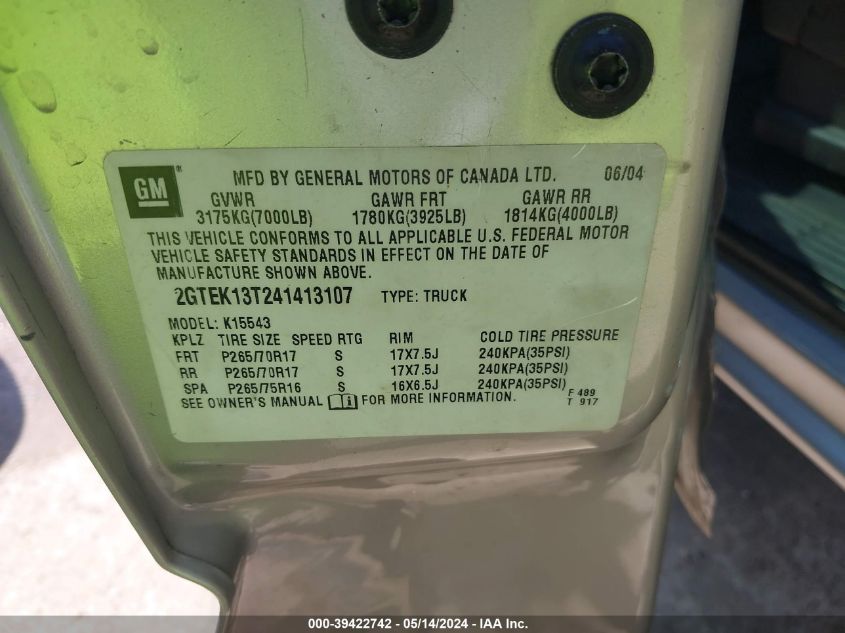 GM
MFD BY GENERAL MOTORS OF CANADA LTD. 06/04
GVWR GAWR FRT GAWR RR
3175KG(7000LB) 1780KG(3925LB) 1814KG(4000LB)
THIS VEHICLE CONFORMS TO ALL APPLICABLE U.S. FEDERAL MOTOR
VEHICLE SAFETY STANDARDS IN EFFECT ON THE DATE OF
MANUFACTURE SHOWN ABOVE.
2GTEK13T241413107 TYPE: TRUCK
MODEL: K15543
KPLZ TIRE SIZE SPEED RTG RIM COLD TIRE PRESSURE
FRT P265/70R17 S 17X7.5J 240KPA(35PSI)
RR P265/70R17 S 17X7.5J 240KPA(35PSI)
SPA P265/75R16 S 16X6.5J 240KPA(35PSI)
SEE OWNER'S MANUAL FOR MORE INFORMATION.
F 489
T 917
000-39422742 - 05/14/2024 - IAA Inc.